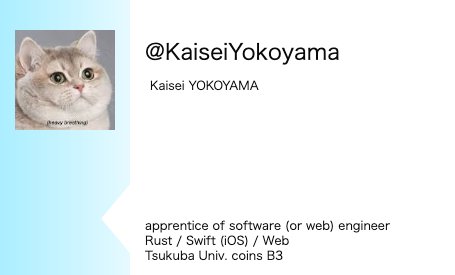 @KaiseiYokoyama
Kaisei YOKOYAMA
(heavy breathing)
apprentice of software (or web) engineer
Rust / Swift (iOS) / Web
Tsukuba Univ. coins B3